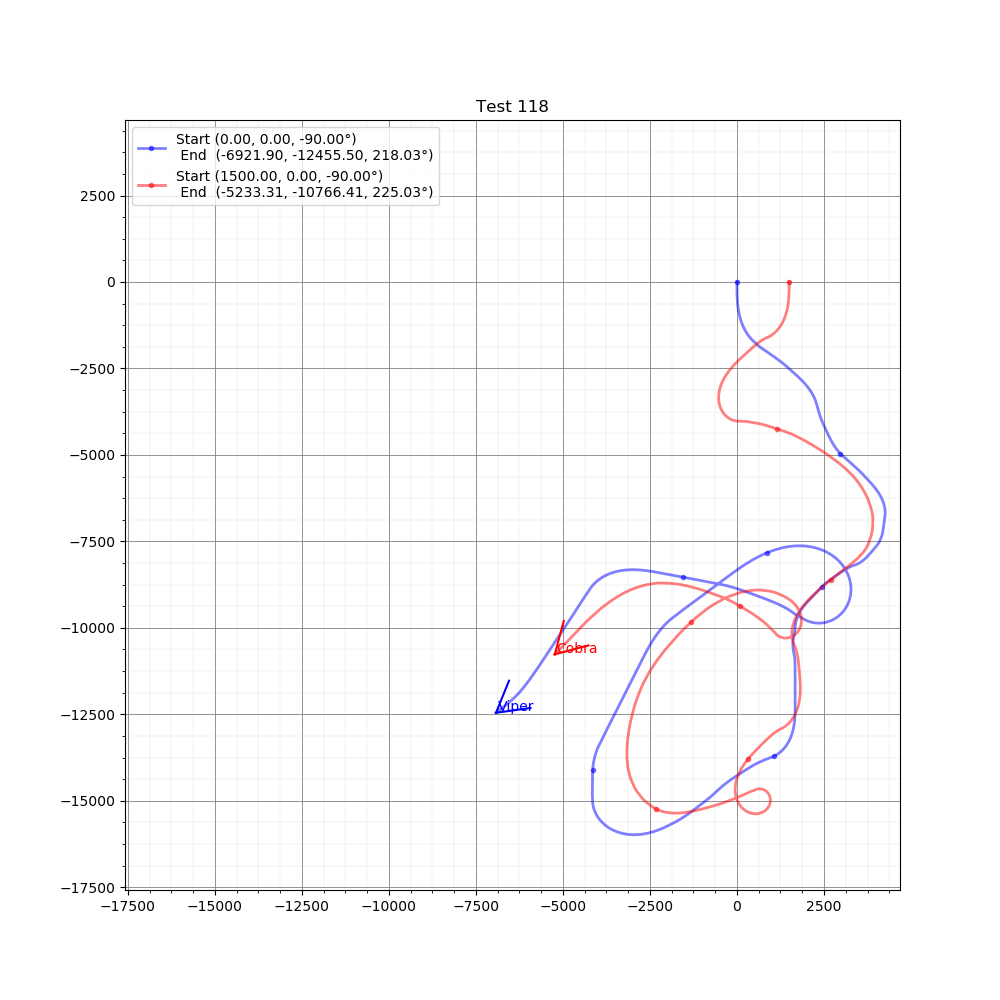 Test 118
Start (0.00, 0.00, -90.00°)
End (-6921.90, -12455.50, 218.03°)
Start (1500.00, 0.00, -90.00°)
End (-5233.31, -10766.41, 225.03°)
2500
0
−2500
−5000
−7500
−10000
−12500
−15000
−17500
Cobra
Viper
−17500 −15000 −12500 −10000 −7500 −5000 −2500 0 2500